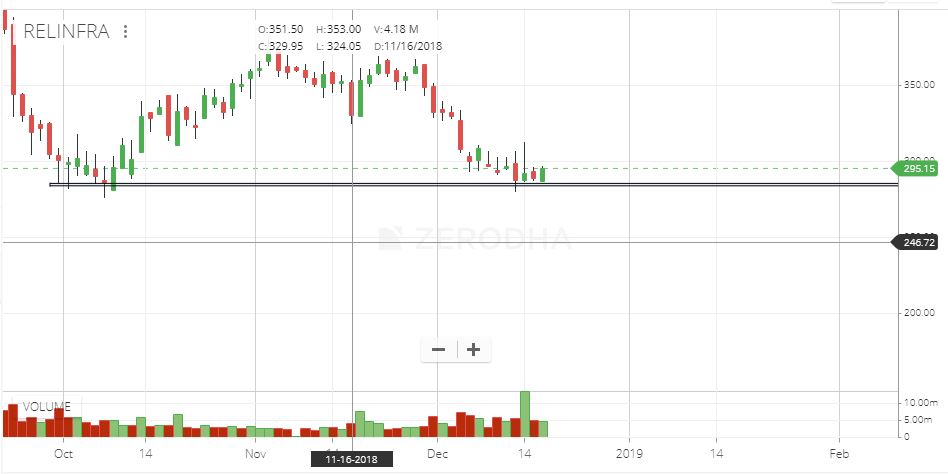 RELINFRA
O:351.50 H:353.00 V:4.18 M
C:329.95 L: 324.05 D:11/16/2018
350.00
295.15
246.72
200.00
ZERODHA
VOLUME
10.00m
5.00m
0
Oct 14 Nov Dec 14 2019 14 Feb
11-16-2018